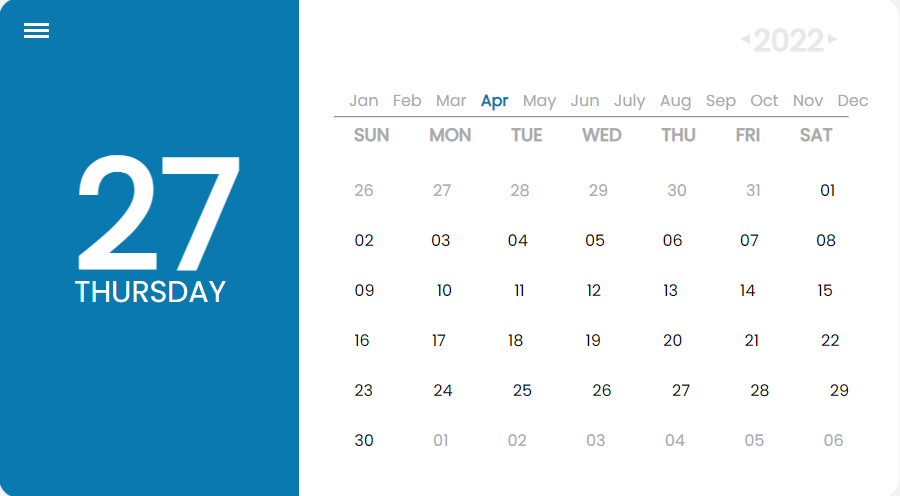 27
THURSDAY
2022
Jan Feb Mar Apr May Jun July Aug Sep Oct Nov Dec
SUN MON TUE WED THU FRI SAT
26 27 28 29 30 31 01
02 03 04 05 06 07 08
09 10 11 12 13 14 15
16 17 18 19 20 21 22
23 24 25 26 27 28 29
30 01 02 03 04 05 06